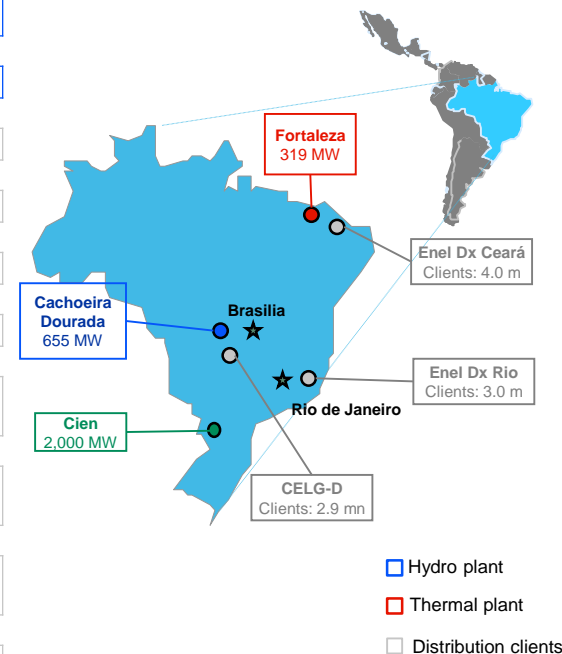 Fortaleza
319 MW
Enel Dx Ceará
Clients: 4.0 m
Cachoeira
Dourada
655 MW
Brasilia
Enel Dx Rio
Clients: 3.0 m
Rio de Janeiro
Cien
2,000 MW
CELG-D
Clients: 2.9 mn
Hydro plant
Thermal plant
Distribution clients